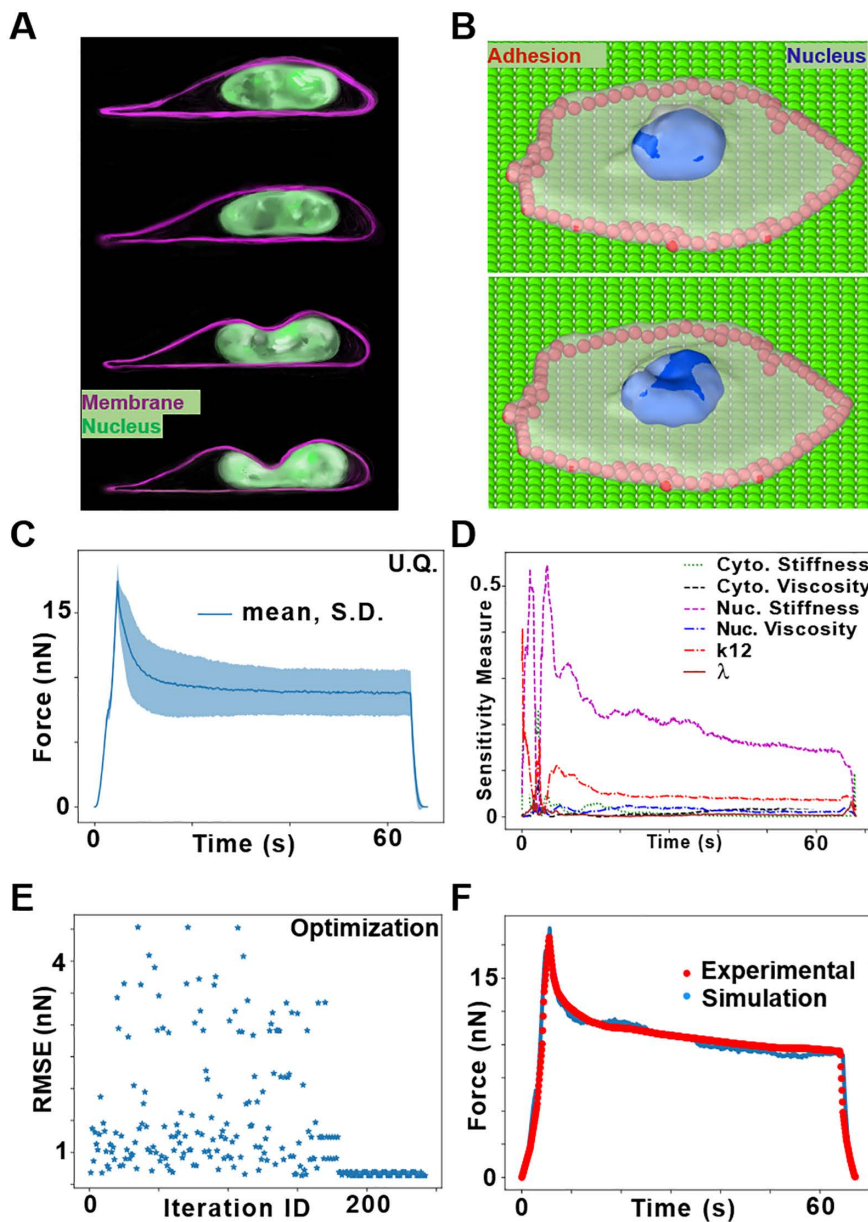 A
Membrane
Nucleus
B
Adhesion
Nucleus
C
U.Q.
mean, S.D.
15
0
Force (nN)
0
60
Time (s)
D
0.5
0
Sensitivity Measure
Cyto. Stiffness
Cyto. Viscosity
Nuc. Stiffness
Nuc. Viscosity
k12
λ
0
60
Time (s)
E
Optimization
4
1
RMSE (nN)
0
200
Iteration ID
F
15
0
Force (nN)
Experimental
Simulation
0
60
Time (s)